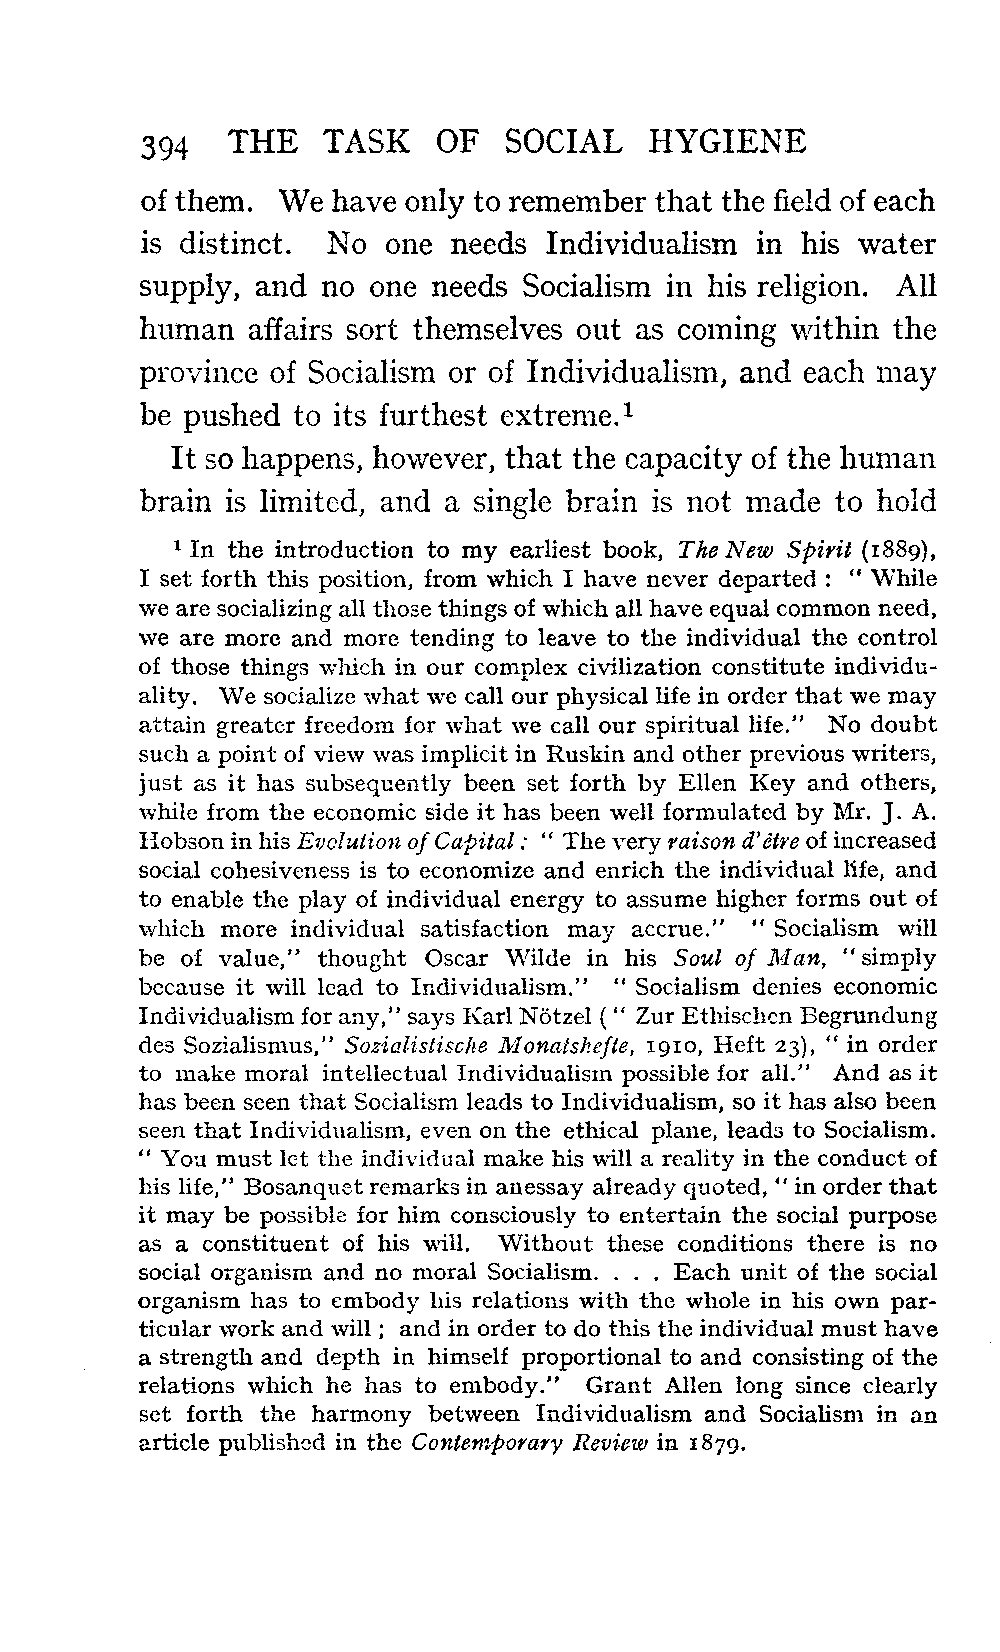 394 THE TASK OF SOCIAL HYGIENE
of them. We have only to remember that the field of each
is distinct. No one needs Individualism in his water
supply, and no one needs Socialism in his religion. All
human affairs sort themselves out as coming within the
province of Socialism or of Individualism, and each may
be pushed to its furthest extreme.¹
It so happens, however, that the capacity of the human
brain is limited, and a single brain is not made to hold
¹ In the introduction to my earliest book, The New Spirit (1889),
I set forth this position, from which I have never departed : " While
we are socializing all those things of which all have equal common need,
we are more and more tending to leave to the individual the control
of those things which in our complex civilization constitute individu-
ality. We socialize what we call our physical life in order that we may
attain greater freedom for what we call our spiritual life." No doubt
such a point of view was implicit in Ruskin and other previous writers,
just as it has subsequently been set forth by Ellen Key and others,
while from the economic side it has been well formulated by Mr. J. A.
Hobson in his Evolution of Capital : " The very raison d'être of increased
social cohesiveness is to economize and enrich the individual life, and
to enable the play of individual energy to assume higher forms out of
which more individual satisfaction may accrue." " Socialism will
be of value," thought Oscar Wilde in his Soul of Man, " simply
because it will lead to Individualism." " Socialism denies economic
Individualism for any," says Karl Nötzel (" Zur Ethischen Begrundung
des Sozialismus," Sozialistische Monatshefte, 1910, Heft 23), " in order
to make moral intellectual Individualism possible for all." And as it
has been seen that Socialism leads to Individualism, so it has also been
seen that Individualism, even on the ethical plane, leads to Socialism.
" You must let the individual make his will a reality in the conduct of
his life," Bosanquet remarks in anessay already quoted, " in order that
it may be possible for him consciously to entertain the social purpose
as a constituent of his will. Without these conditions there is no
social organism and no moral Socialism. . . . Each unit of the social
organism has to embody his relations with the whole in his own par-
ticular work and will ; and in order to do this the individual must have
a strength and depth in himself proportional to and consisting of the
relations which he has to embody." Grant Allen long since clearly
set forth the harmony between Individualism and Socialism in an
article published in the Contemporary Review in 1879.